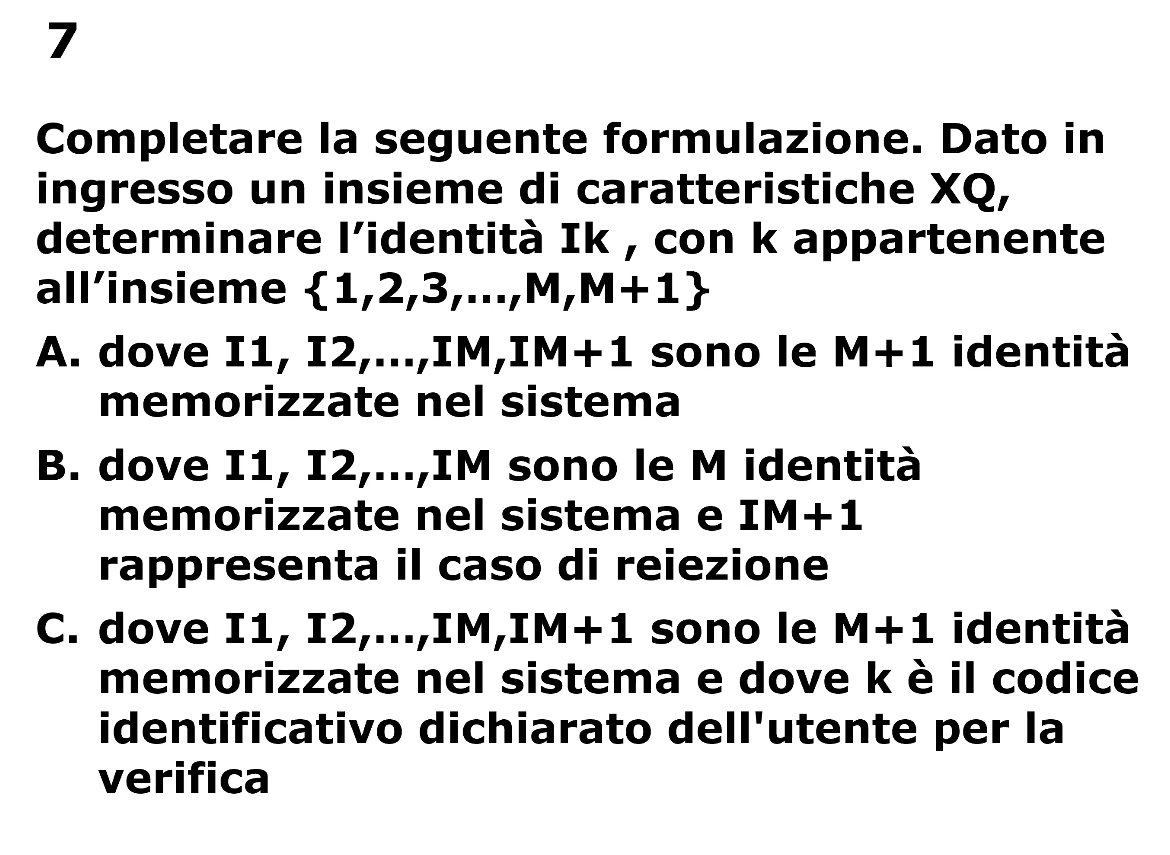 7
Completare la seguente formulazione. Dato in
ingresso un insieme di caratteristiche XQ,
determinare l’identità Ik , con k appartenente
all’insieme {1,2,3,…,M,M+1}
A. dove I1, I2,…,IM,IM+1 sono le M+1 identità
memorizzate nel sistema
B. dove I1, I2,…,IM sono le M identità
memorizzate nel sistema e IM+1
rappresenta il caso di reiezione
C. dove I1, I2,…,IM,IM+1 sono le M+1 identità
memorizzate nel sistema e dove k è il codice
identificativo dichiarato dell'utente per la
verifica